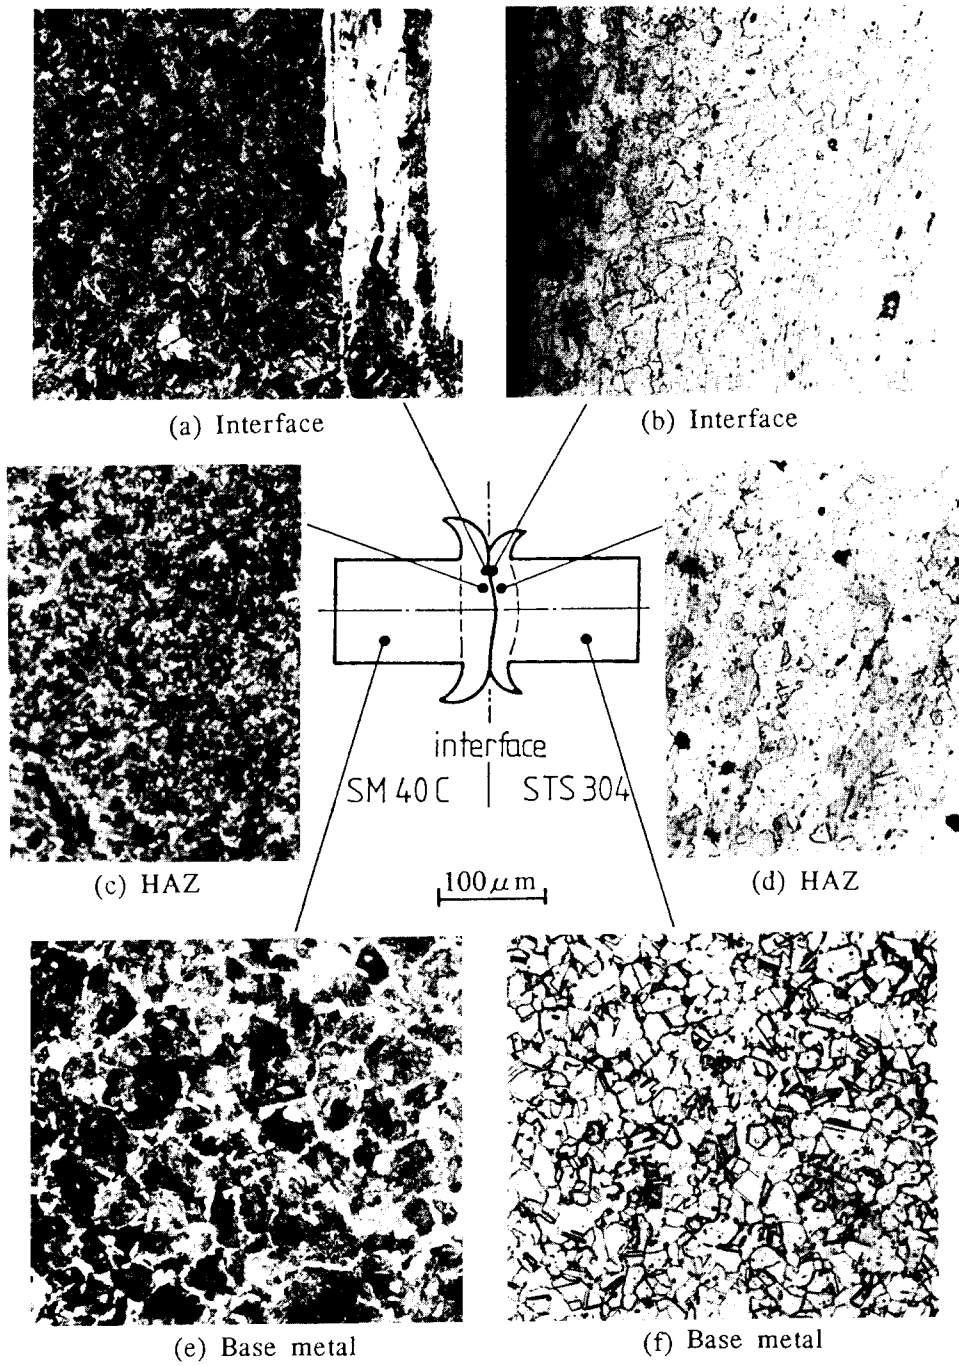 (a) Interface
(b) Interface
interface
SM 40 C | STS 304
(c) HAZ
100 μm
(d) HAZ
(e) Base metal
(f) Base metal